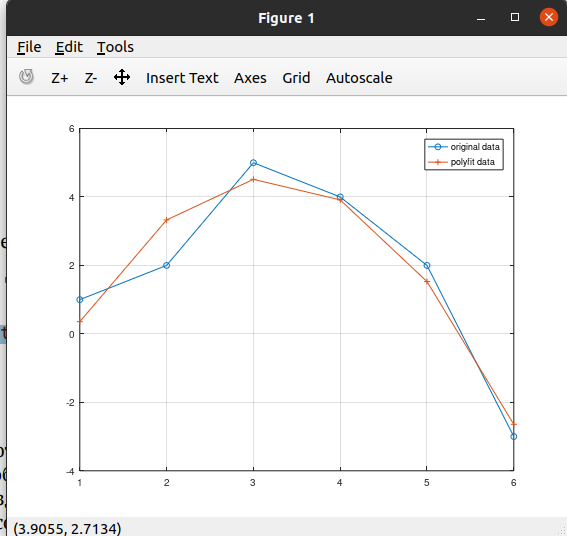 Figure 1
File Edit Tools
Z+ Z- Insert Text Axes Grid Autoscale
original data
polyfit data
6
4
2
0
-2
-4
1 2 3 4 5 6
(3.9055, 2.7134)